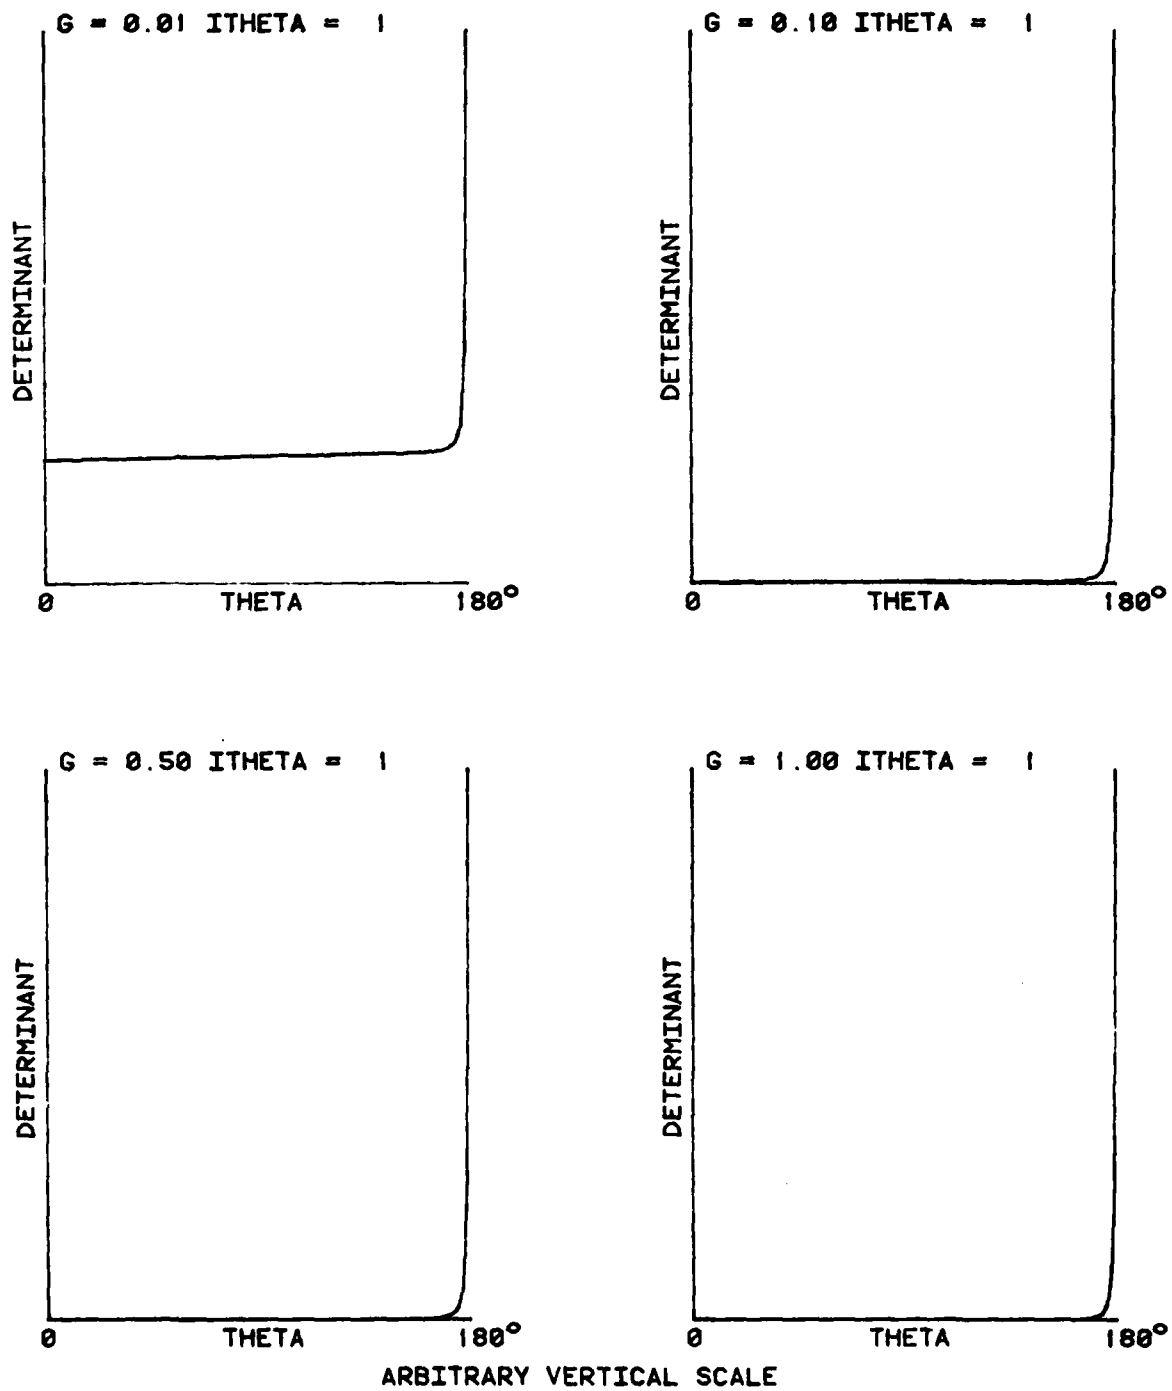 G = 0.01 ITHETA = 1
DETERMINANT
0 THETA 180°
G = 0.10 ITHETA = 1
DETERMINANT
0 THETA 180°
G = 0.50 ITHETA = 1
DETERMINANT
0 THETA 180°
G = 1.00 ITHETA = 1
DETERMINANT
0 THETA 180°
ARBITRARY VERTICAL SCALE